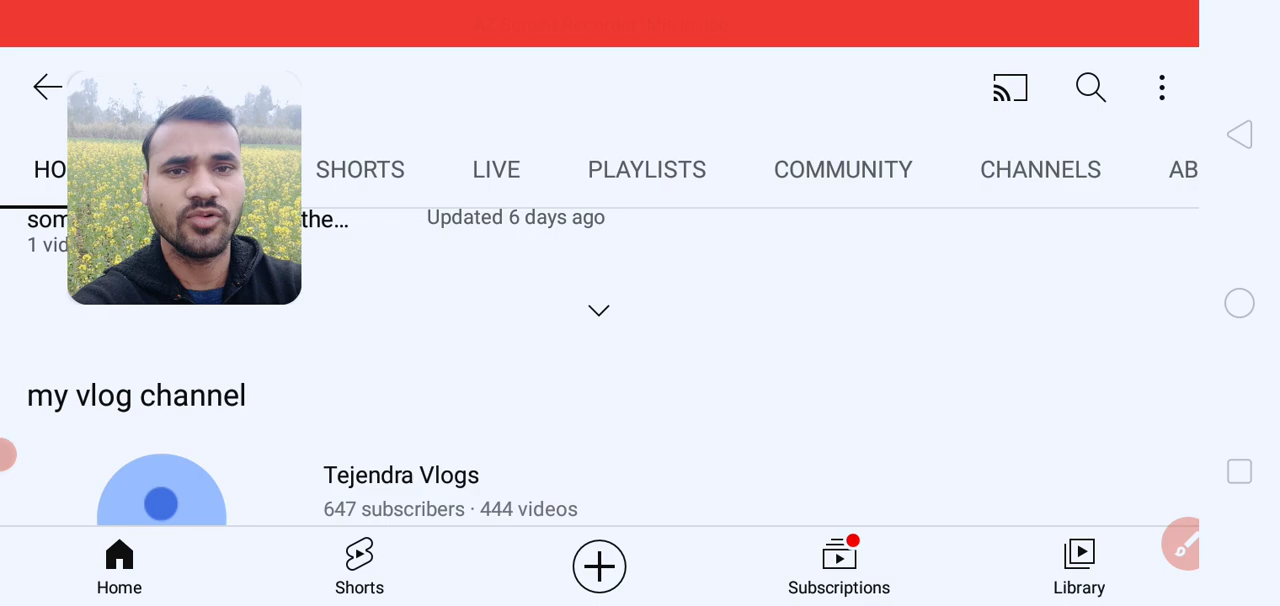 HO
SHORTS
LIVE
PLAYLISTS
COMMUNITY
CHANNELS
AB
som
the...
Updated 6 days ago
1 vid
my vlog channel
Tejendra Vlogs
647 subscribers · 444 videos
Home
Shorts
Subscriptions
Library